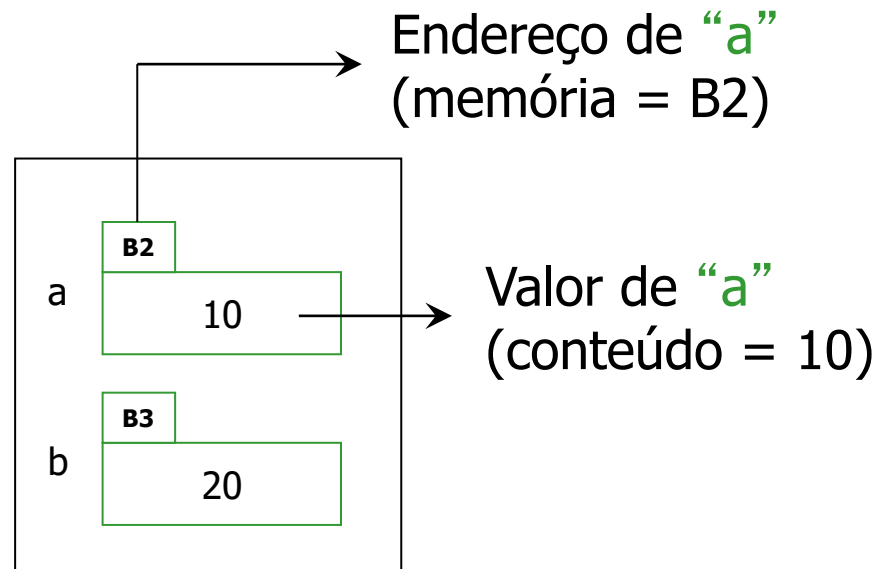 Endereço de “a”
(memória = B2)
B2
a
10
Valor de “a”
(conteúdo = 10)
B3
b
20